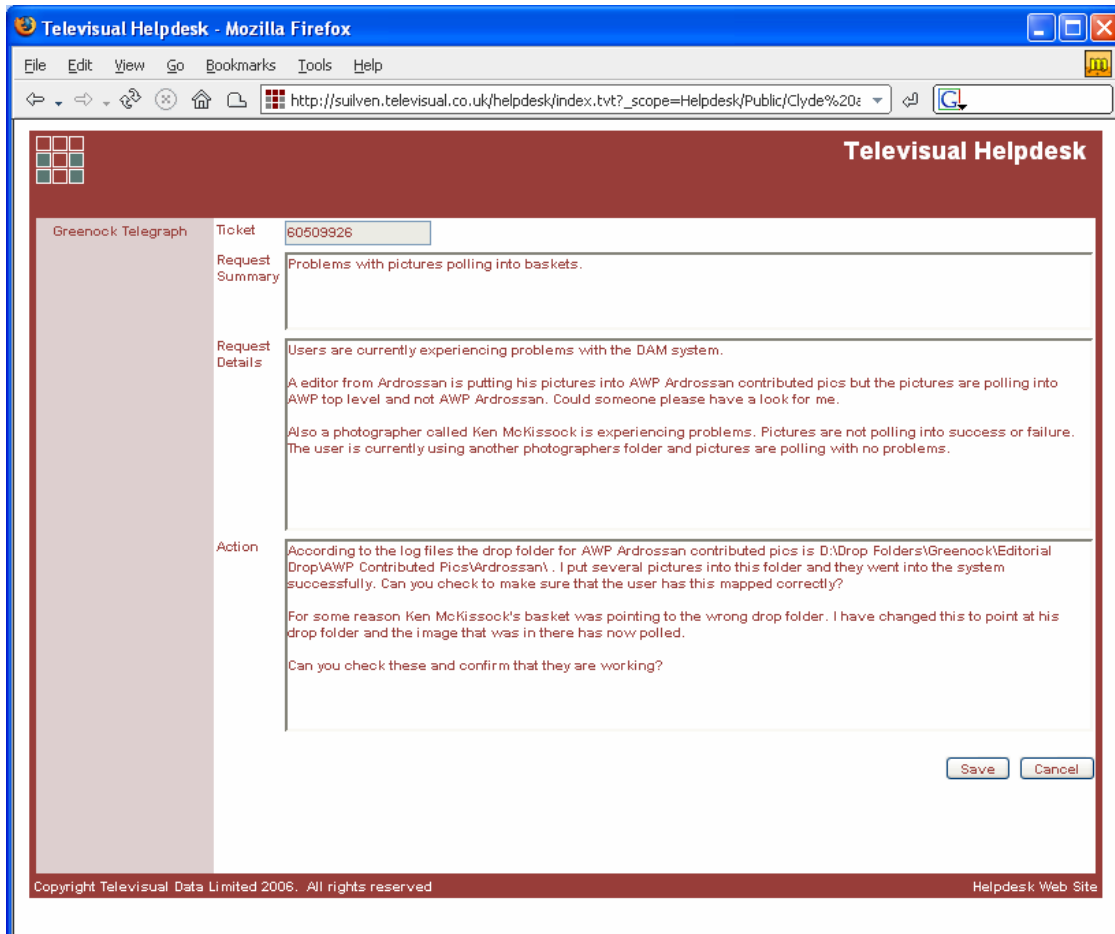 Televisual Helpdesk - Mozilla Firefox
File Edit View Go Bookmarks Tools Help
http://suilven.televisual.co.uk/helpdesk/index.tvt?_scope=Helpdesk/Public/Clyde%20a
G
Televisual Helpdesk
Greenock Telegraph
Ticket
60509926
Request
Summary
Problems with pictures polling into baskets.
Request
Details
Users are currently experiencing problems with the DAM system.
A editor from Ardrossan is putting his pictures into AWP Ardrossan contributed pics but the pictures are polling into
AWP top level and not AWP Ardrossan. Could someone please have a look for me.
Also a photographer called Ken McKissock is experiencing problems. Pictures are not polling into success or failure.
The user is currently using another photographers folder and pictures are polling with no problems.
Action
According to the log files the drop folder for AWP Ardrossan contributed pics is D:\Drop Folders\Greenock\Editorial
Drop\AWP Contributed Pics\Ardrossan\ . I put several pictures into this folder and they went into the system
successfully. Can you check to make sure that the user has this mapped correctly?
For some reason Ken McKissock's basket was pointing to the wrong drop folder. I have changed this to point at his
drop folder and the image that was in there has now polled.
Can you check these and confirm that they are working?
Save Cancel
Copyright Televisual Data Limited 2006. All rights reserved
Helpdesk Web Site